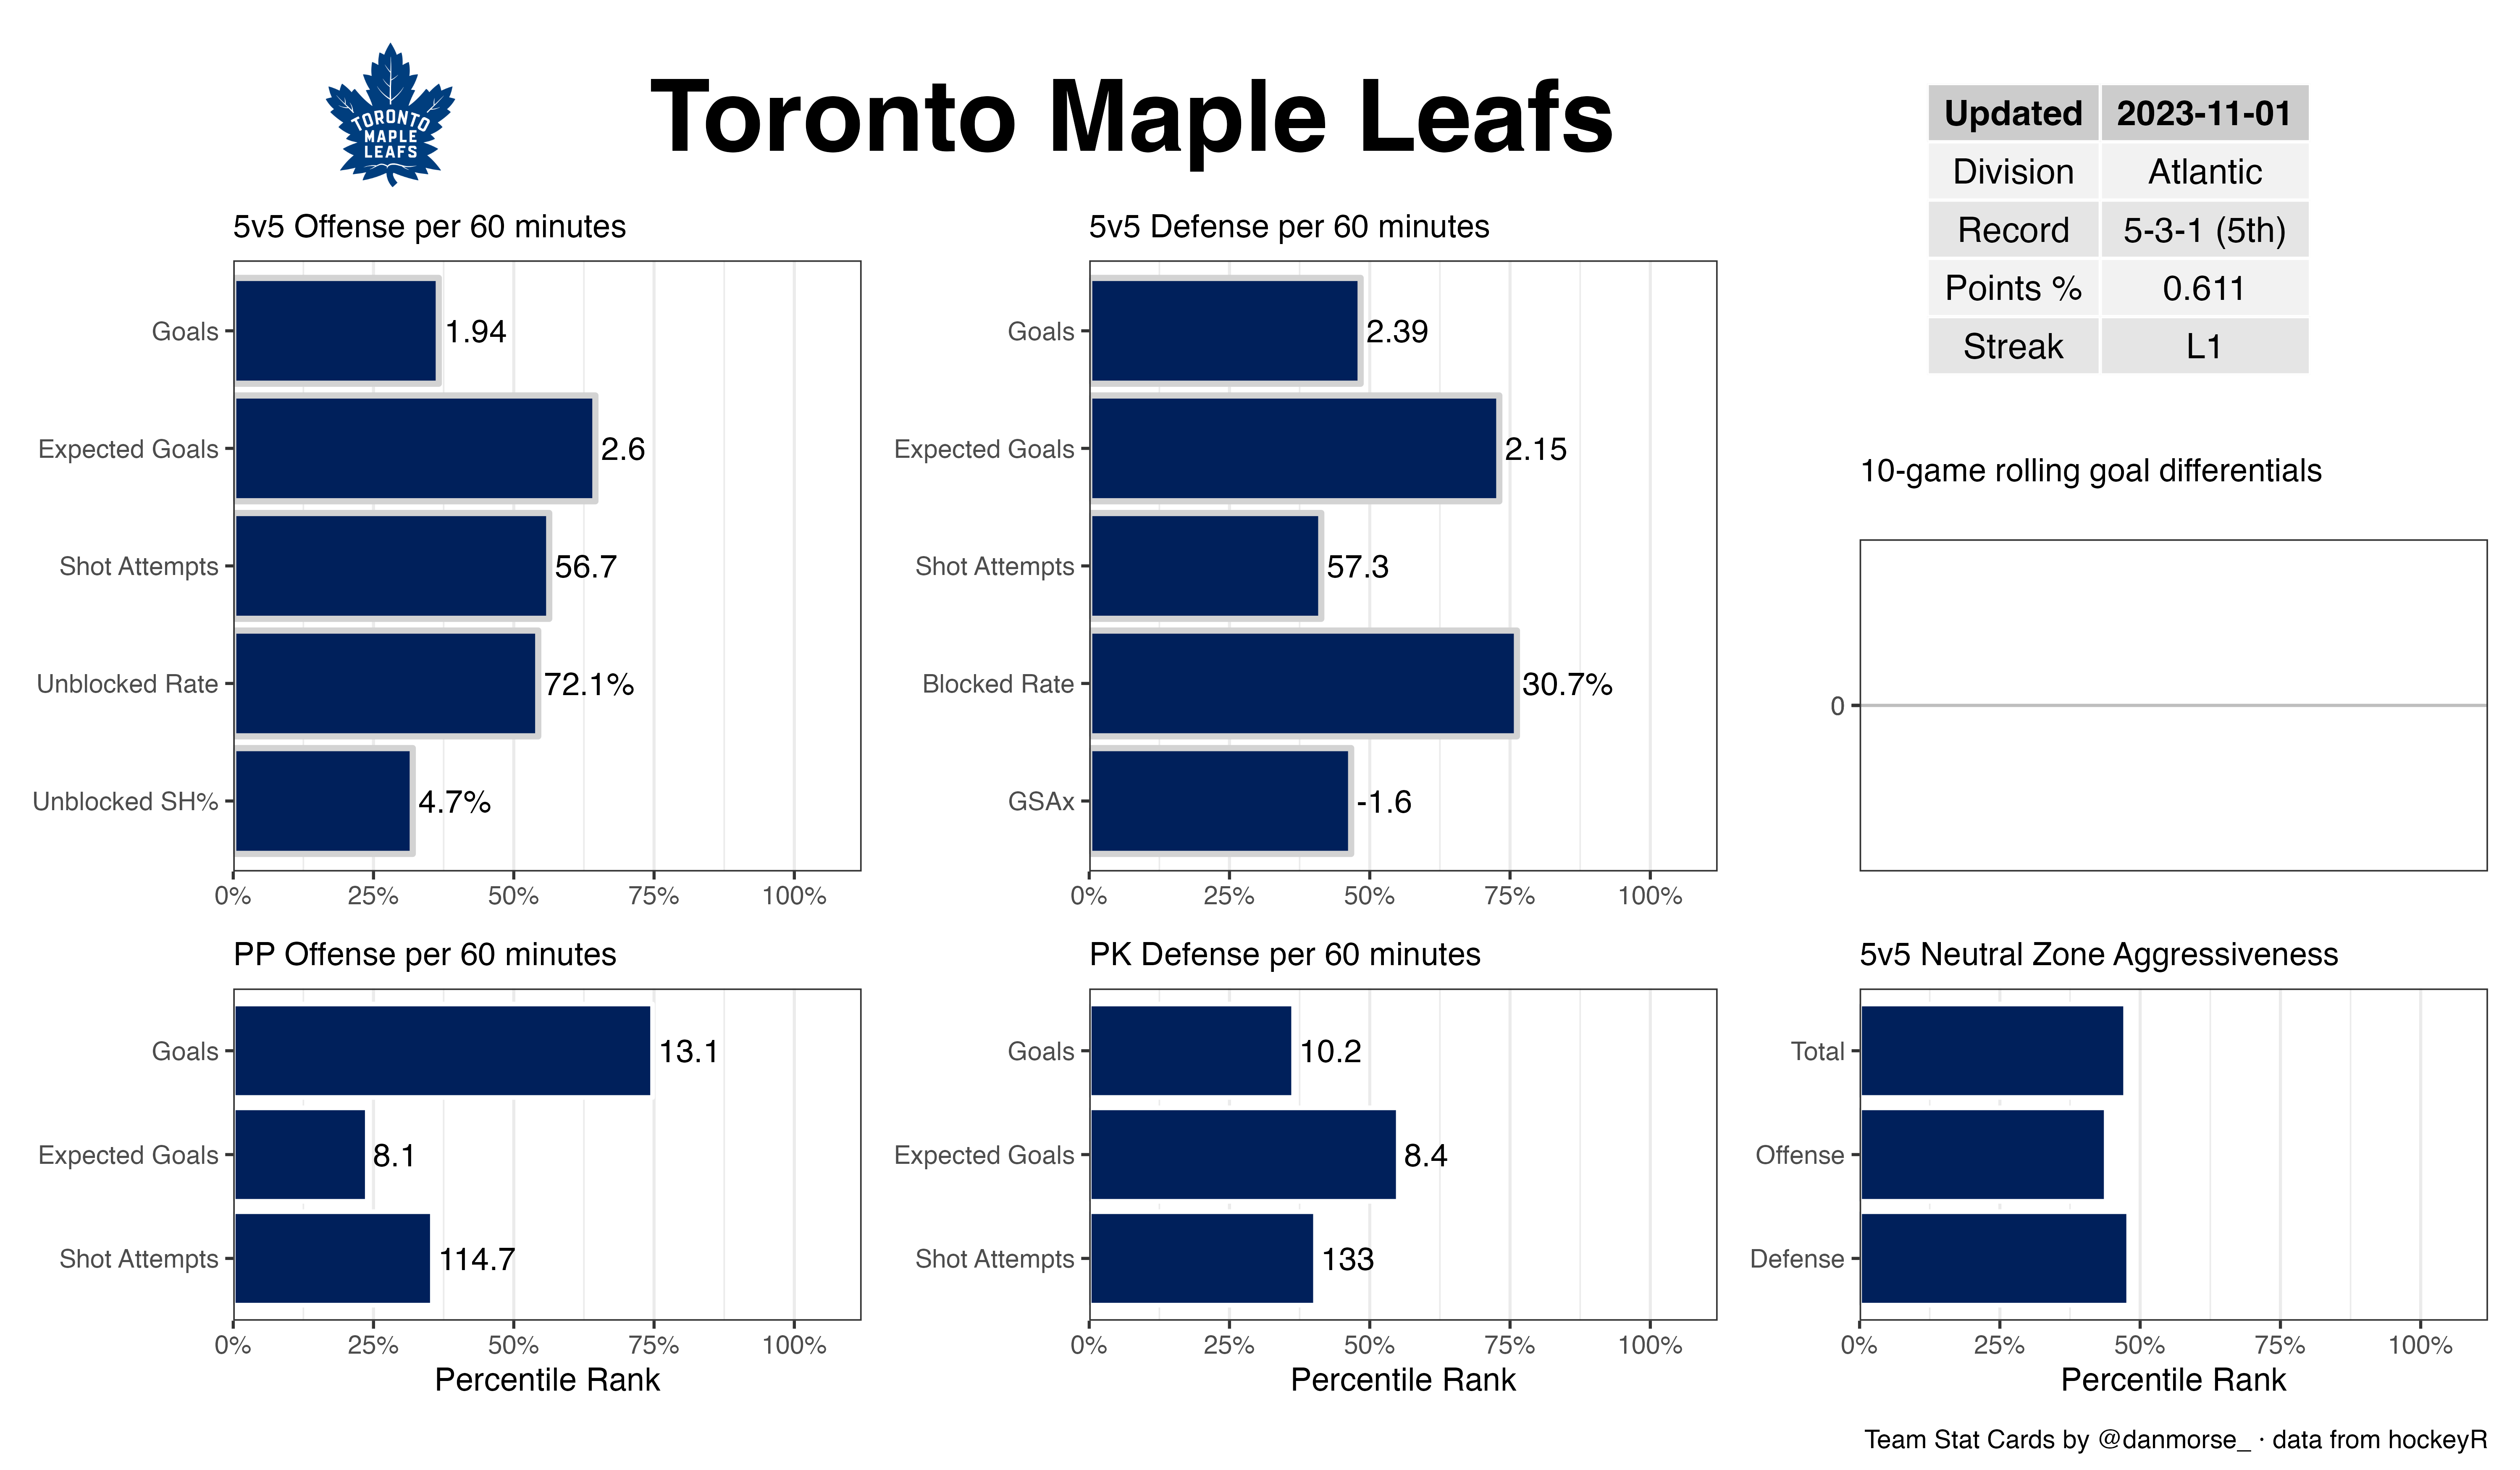 TORONTO
MAPLE
LEAFS
Toronto Maple Leafs
Updated 2023-11-01
Division Atlantic
Record 5-3-1 (5th)
Points % 0.611
Streak L1
5v5 Offense per 60 minutes
Goals 1.94
Expected Goals 2.6
Shot Attempts 56.7
Unblocked Rate 72.1%
Unblocked SH% 4.7%
0% 25% 50% 75% 100%
5v5 Defense per 60 minutes
Goals 2.39
Expected Goals 2.15
Shot Attempts 57.3
Blocked Rate 30.7%
GSAx -1.6
0% 25% 50% 75% 100%
10-game rolling goal differentials
0
PP Offense per 60 minutes
Goals 13.1
Expected Goals 8.1
Shot Attempts 114.7
0% 25% 50% 75% 100%
Percentile Rank
PK Defense per 60 minutes
Goals 10.2
Expected Goals 8.4
Shot Attempts 133
0% 25% 50% 75% 100%
Percentile Rank
5v5 Neutral Zone Aggressiveness
Total
Offense
Defense
0% 25% 50% 75% 100%
Percentile Rank
Team Stat Cards by @danmorse_ · data from hockeyR